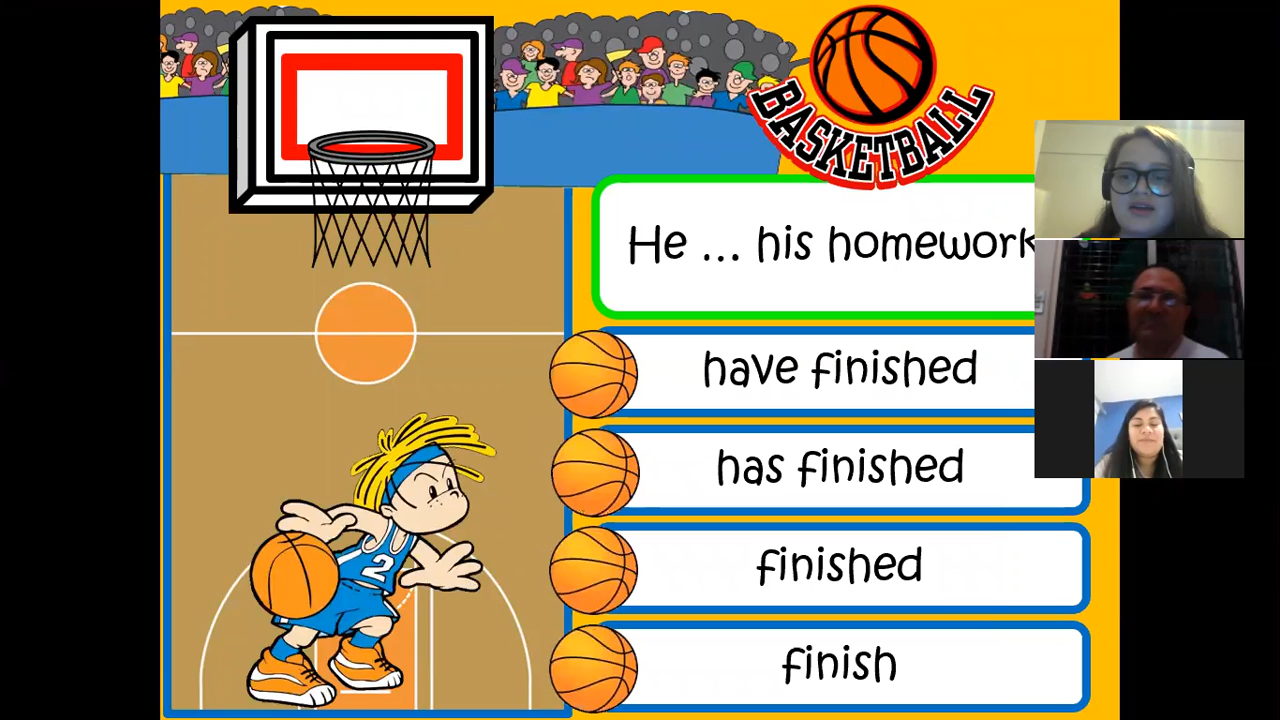 BASKETBALL
He ... his homework
have finished
has finished
finished
finish
2